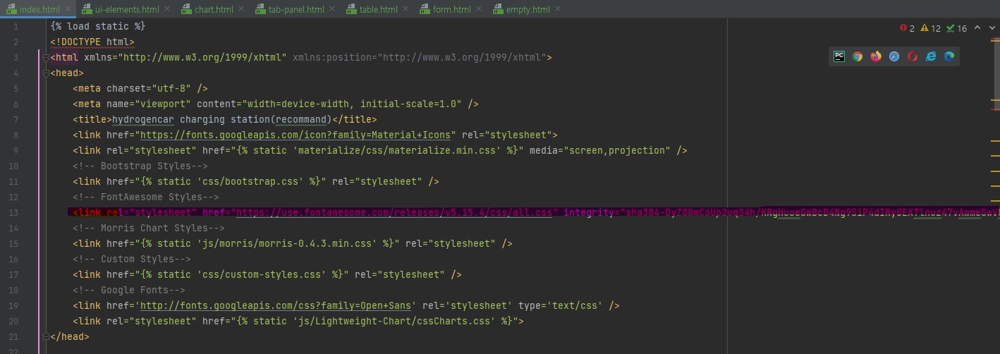 index.html ui-elements.html chart.html tab-panel.html table.html form.html empty.html
2 12 16
1 {% load static %}
2 <!DOCTYPE html>
3 <html xmlns="http://www.w3.org/1999/xhtml" xmlns:position="http://www.w3.org/1999/xhtml">
4 <head>
5 <meta charset="utf-8" />
6 <meta name="viewport" content="width=device-width, initial-scale=1.0" />
7 <title>hydrogencar charging station(recommand)</title>
8 <link href="https://fonts.googleapis.com/icon?family=Material+Icons" rel="stylesheet">
9 <link rel="stylesheet" href="{% static 'materialize/css/materialize.min.css' %}" media="screen,projection" />
10 <!-- Bootstrap Styles-->
11 <link href="{% static 'css/bootstrap.css' %}" rel="stylesheet" />
12 <!-- FontAwesome Styles-->
13 <link rel="stylesheet" href="https://use.fontawesome.com/releases/v5.15.4/css/all.css" integrity="sha384-DyZ88mC6Up2uqS4h/KRgHuoeGwBcD4Ng9SiP4dIRy0EXTlnuz47vAwmeGwV
14 <!-- Morris Chart Styles-->
15 <link href="{% static 'js/morris/morris-0.4.3.min.css' %}" rel="stylesheet" />
16 <!-- Custom Styles-->
17 <link href="{% static 'css/custom-styles.css' %}" rel="stylesheet" />
18 <!-- Google Fonts-->
19 <link href='http://fonts.googleapis.com/css?family=Open+Sans' rel='stylesheet' type='text/css' />
20 <link rel="stylesheet" href="{% static 'js/Lightweight-Chart/cssCharts.css' %}">
21 </head>
22